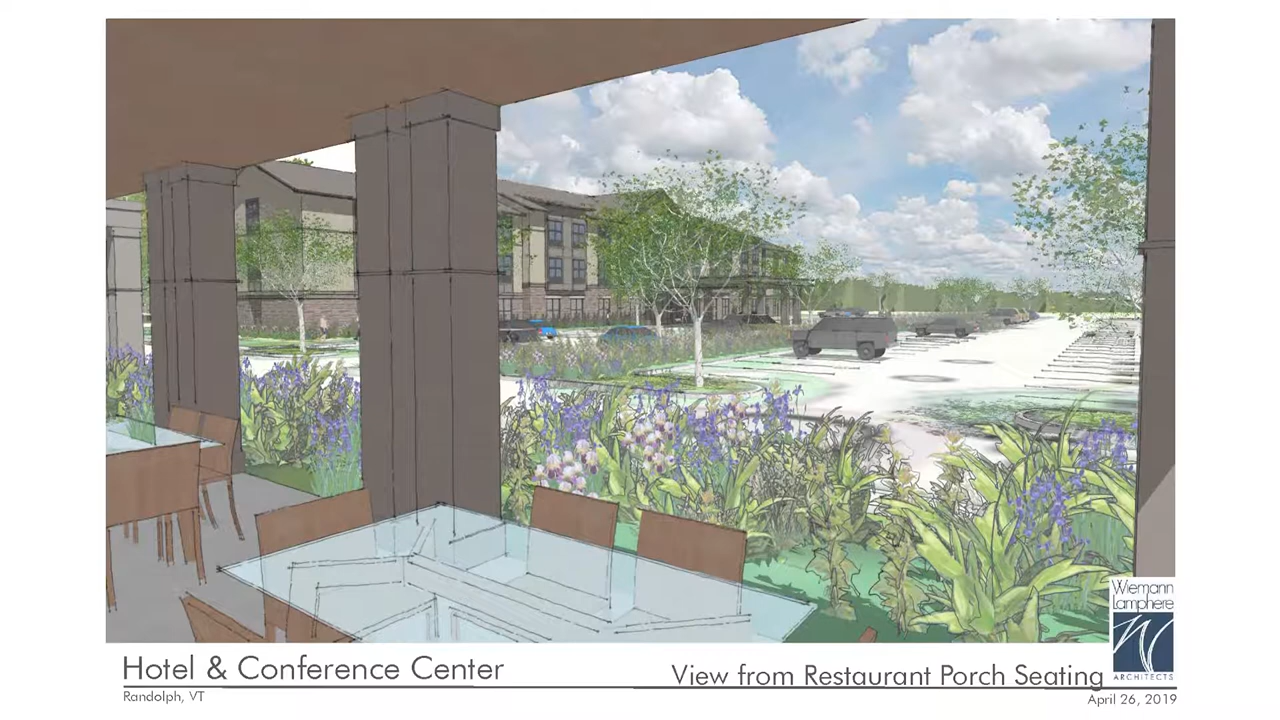 Wiemann
Lamphere
ARCHITECTS
Hotel & Conference Center
View from Restaurant Porch Seating
Randolph, VT
April 26, 2019